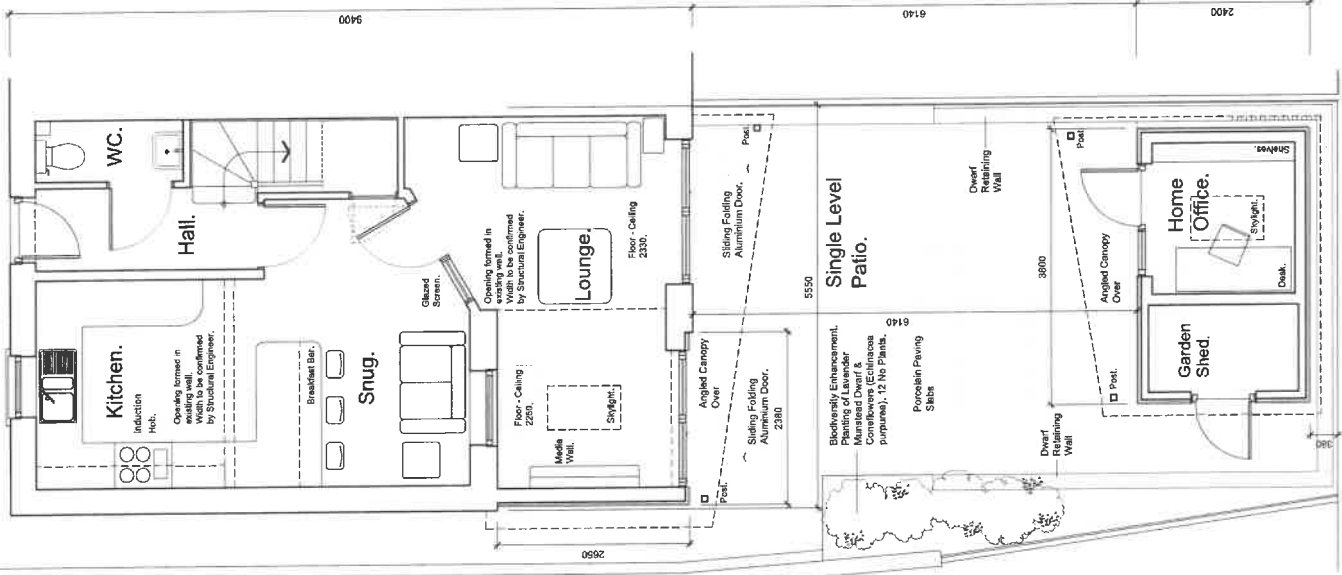 9400
6140
2400
WC.
Hall.
Kitchen.
Induction
Hob.
Opening formed in
existing wall.
Width to be confirmed
by Structural Engineer.
Breakfast Bar.
Snug.
Glazed
Screen.
Opening formed in
existing wall.
Width to be confirmed
by Structural Engineer.
Lounge.
Floor - Ceiling
2330.
Floor - Ceiling
2260.
Skylight.
Media
Wall.
2650
Post.
Sliding Folding
Aluminium Door.
Angled Canopy
Over
Sliding Folding
Aluminium Door.
2380
Post.
5550
Single Level
Patio.
6140
Biodiversity Enhancement.
Planting of Lavender
Munstead Dwarf &
Coneflowers (Echinacea
purpurea). 12 No Plants.
Porcelain Paving
Slabs
Dwarf
Retaining
Wall
Dwarf
Retaining
Wall
3800
Post
Angled Canopy
Over
Post.
Home
Office.
Shelves.
Skylight.
Desk.
Garden
Shed.
380